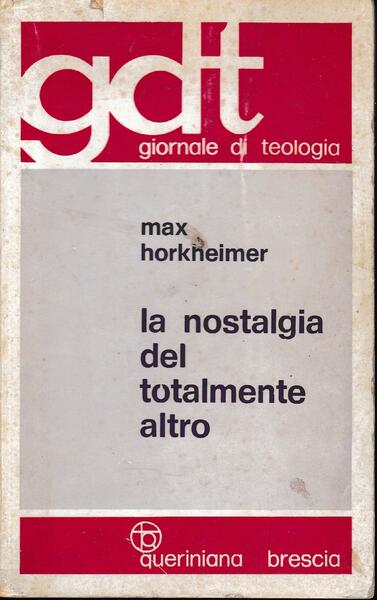 gdt
giornale di teologia
max
horkheimer
la nostalgia
del
totalmente
altro
queriniana brescia